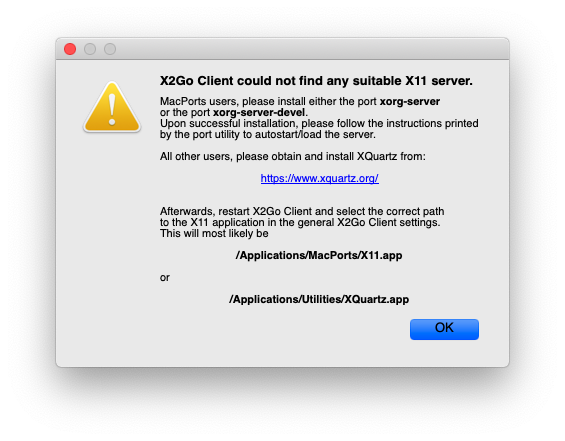 X2Go Client could not find any suitable X11 server.
MacPorts users, please install either the port xorg-server
or the port xorg-server-devel.
Upon successful installation, please follow the instructions printed
by the port utility to autostart/load the server.
All other users, please obtain and install XQuartz from:
https://www.xquartz.org/
Afterwards, restart X2Go Client and select the correct path
to the X11 application in the general X2Go Client settings.
This will most likely be
/Applications/MacPorts/X11.app
or
/Applications/Utilities/XQuartz.app
OK